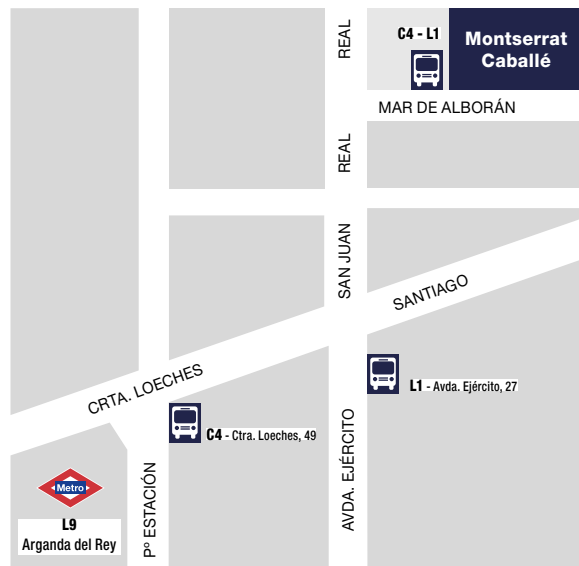 REAL
C4 - L1
Montserrat
Caballé
MAR DE ALBORÁN
REAL
SAN JUAN
SANTIAGO
CRTA. LOECHES
L1 - Avda. Ejército, 27
C4 - Ctra. Loeches, 49
AVDA. EJÉRCITO
Pº ESTACIÓN
Metro
L9
Arganda del Rey